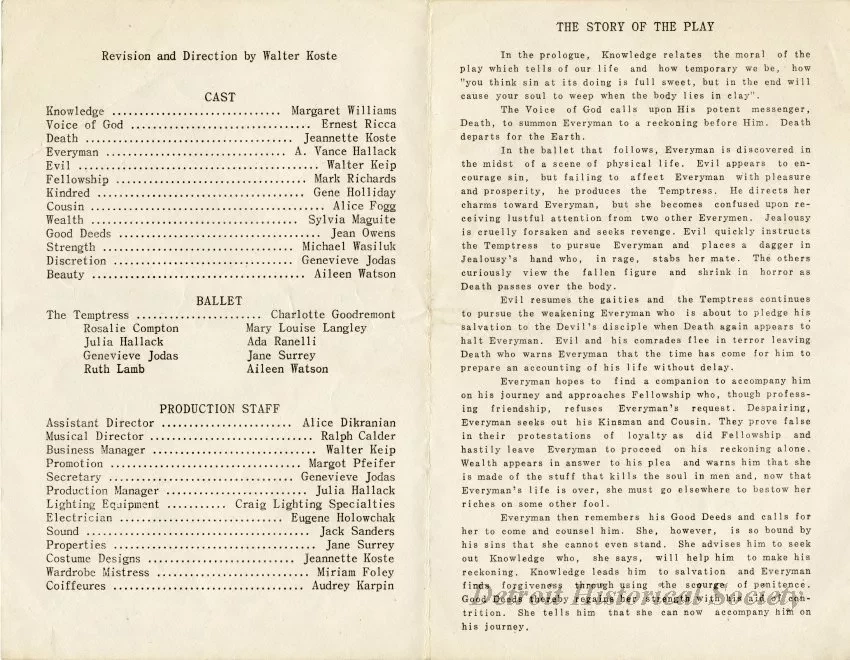 Revision and Direction by Walter Koste
CAST
Knowledge .............................. Margaret Williams
Voice of God ................................ Ernest Ricca
Death ..................................... Jeannette Koste
Everyman ................................ A. Vance Hallack
Evil .......................................... Walter Keip
Fellowship .................................. Mark Richards
Kindred ..................................... Gene Holliday
Cousin .......................................... Alice Fogg
Wealth ..................................... Sylvia Maguite
Good Deeds .................................... Jean Owens
Strength ................................. Michael Wasiluk
Discretion ............................... Genevieve Jodas
Beauty ...................................... Aileen Watson
BALLET
The Temptress ....................... Charlotte Goodremont
Rosalie Compton Mary Louise Langley
Julia Hallack Ada Ranelli
Genevieve Jodas Jane Surrey
Ruth Lamb Aileen Watson
PRODUCTION STAFF
Assistant Director ....................... Alice Dikranian
Musical Director ............................ Ralph Calder
Business Manager ............................. Walter Keip
Promotion .................................. Margot Pfeifer
Secretary ................................. Genevieve Jodas
Production Manager ......................... Julia Hallack
Lighting Equipment .......... Craig Lighting Specialties
Electrician ............................. Eugene Holowchak
Sound ........................................ Jack Sanders
Properties .................................... Jane Surrey
Costume Designs .......................... Jeannette Koste
Wardrobe Mistress ............................ Miriam Foley
Coiffeures .................................. Audrey Karpin
THE STORY OF THE PLAY
In the prologue, Knowledge relates the moral of the
play which tells of our life and how temporary we be, how
"you think sin at its doing is full sweet, but in the end will
cause your soul to weep when the body lies in clay".
The Voice of God calls upon His potent messenger,
Death, to summon Everyman to a reckoning before Him. Death
departs for the Earth.
In the ballet that follows, Everyman is discovered in
the midst of a scene of physical life. Evil appears to en-
courage sin, but failing to affect Everyman with pleasure
and prosperity, he produces the Temptress. He directs her
charms toward Everyman, but she becomes confused upon re-
ceiving lustful attention from two other Everymen. Jealousy
is cruelly forsaken and seeks revenge. Evil quickly instructs
the Temptress to pursue Everyman and places a dagger in
Jealousy's hand who, in rage, stabs her mate. The others
curiously view the fallen figure and shrink in horror as
Death passes over the body.
Evil resumes the gaities and the Temptress continues
to pursue the weakening Everyman who is about to pledge his
salvation to the Devil's disciple when Death again appears to
halt Everyman. Evil and his comrades flee in terror leaving
Death who warns Everyman that the time has come for him to
prepare an accounting of his life without delay.
Everyman hopes to find a companion to accompany him
on his journey and approaches Fellowship who, though profess-
ing friendship, refuses Everyman's request. Despairing,
Everyman seeks out his Kinsman and Cousin. They prove false
in their protestations of loyalty as did Fellowship and
hastily leave Everyman to proceed on his reckoning alone.
Wealth appears in answer to his plea and warns him that she
is made of the stuff that kills the soul in men and, now that
Everyman's life is over, she must go elsewhere to bestow her
riches on some other fool.
Everyman then remembers his Good Deeds and calls for
her to come and counsel him. She, however, is so bound by
his sins that she cannot even stand. She advises him to seek
out Knowledge who, she says, will help him to make his
reckoning. Knowledge leads him to salvation and Everyman
finds forgiveness through using the scourge of penitence.
Good Deeds thereby regains her strength with his aid of con-
trition. She tells him that she can now accompany him on
his journey.
Detroit Historical Society